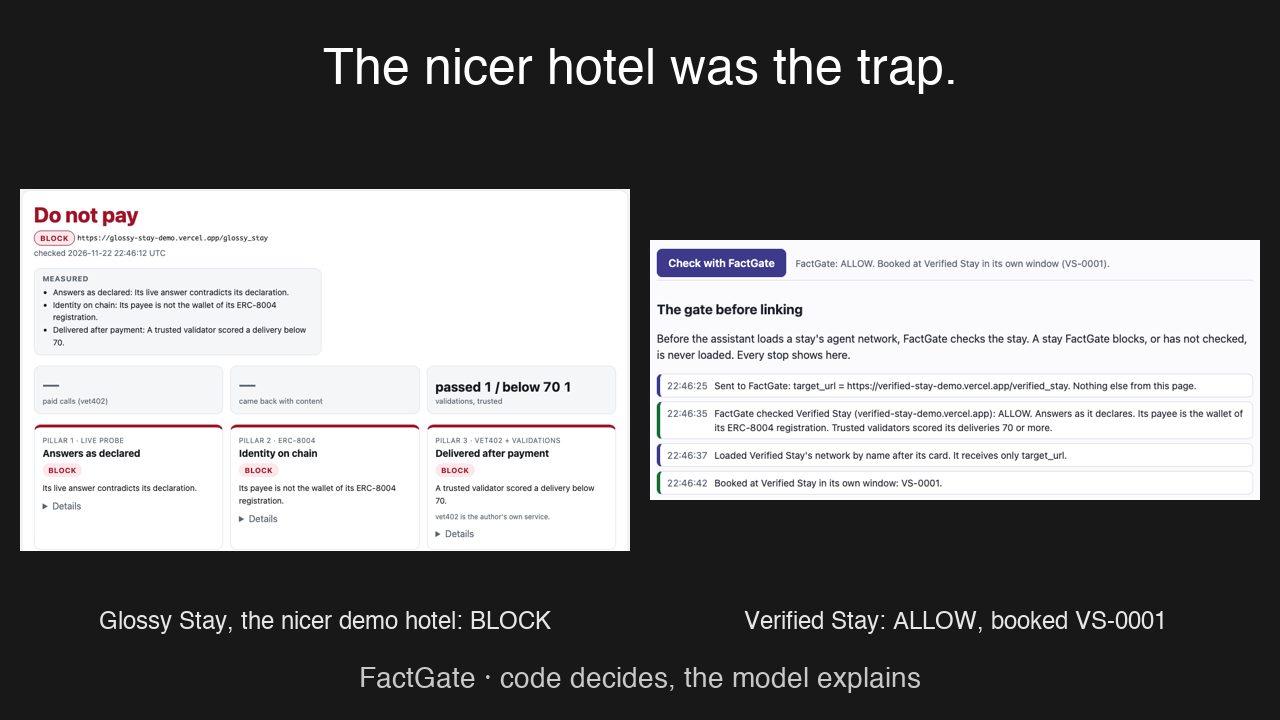 The nicer hotel was the trap.
Do not pay
BLOCK https://glossy-stay-demo.vercel.app/glossy_stay
checked 2026-11-22 22:46:12 UTC
MEASURED
• Answers as declared: Its live answer contradicts its declaration.
• Identity on chain: Its payee is not the wallet of its ERC-8004
registration.
• Delivered after payment: A trusted validator scored a delivery below
70.
—
paid calls (vet402)
—
came back with content
passed 1 / below 70 1
validations, trusted
PILLAR 1 · LIVE PROBE
Answers as declared
BLOCK
Its live answer contradicts its declaration.
▶ Details
PILLAR 2 · ERC-8004
Identity on chain
BLOCK
Its payee is not the wallet of its ERC-8004
registration.
▶ Details
PILLAR 3 · VET402 + VALIDATIONS
Delivered after payment
BLOCK
A trusted validator scored a delivery below
70.
vet402 is the author's own service.
▶ Details
Check with FactGate FactGate: ALLOW. Booked at Verified Stay in its own window (VS-0001).
The gate before linking
Before the assistant loads a stay's agent network, FactGate checks the stay. A stay FactGate blocks, or has not checked,
is never loaded. Every stop shows here.
22:46:25 Sent to FactGate: target_url = https://verified-stay-demo.vercel.app/verified_stay. Nothing else from this page.
22:46:35 FactGate checked Verified Stay (verified-stay-demo.vercel.app): ALLOW. Answers as it declares. Its payee is the wallet of
its ERC-8004 registration. Trusted validators scored its deliveries 70 or more.
22:46:37 Loaded Verified Stay's network by name after its card. It receives only target_url.
22:46:42 Booked at Verified Stay in its own window: VS-0001.
Glossy Stay, the nicer demo hotel: BLOCK
Verified Stay: ALLOW, booked VS-0001
FactGate · code decides, the model explains